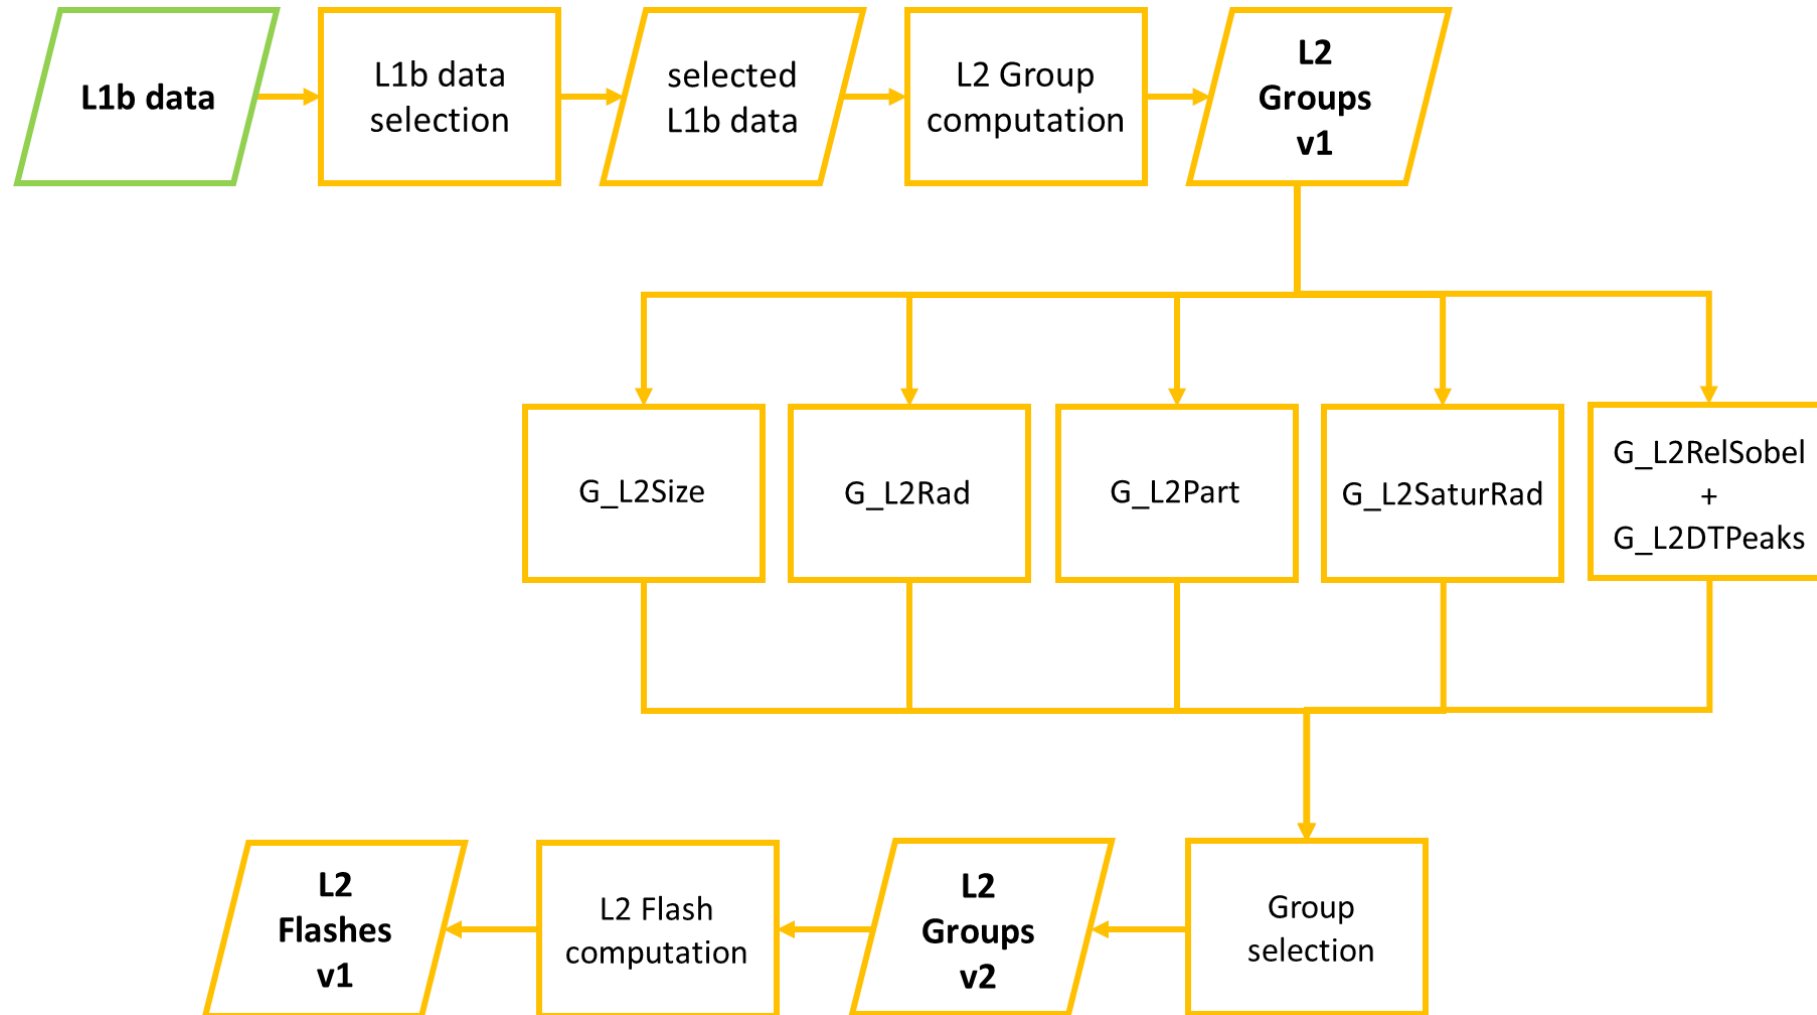 L1b data
L1b data
selection
selected
L1b data
L2 Group
computation
L2
Groups
v1
G_L2Size
G_L2Rad
G_L2Part
G_L2SaturRad
G_L2RelSobel
+
G_L2DTPeaks
L2
Flashes
v1
L2 Flash
computation
L2
Groups
v2
Group
selection